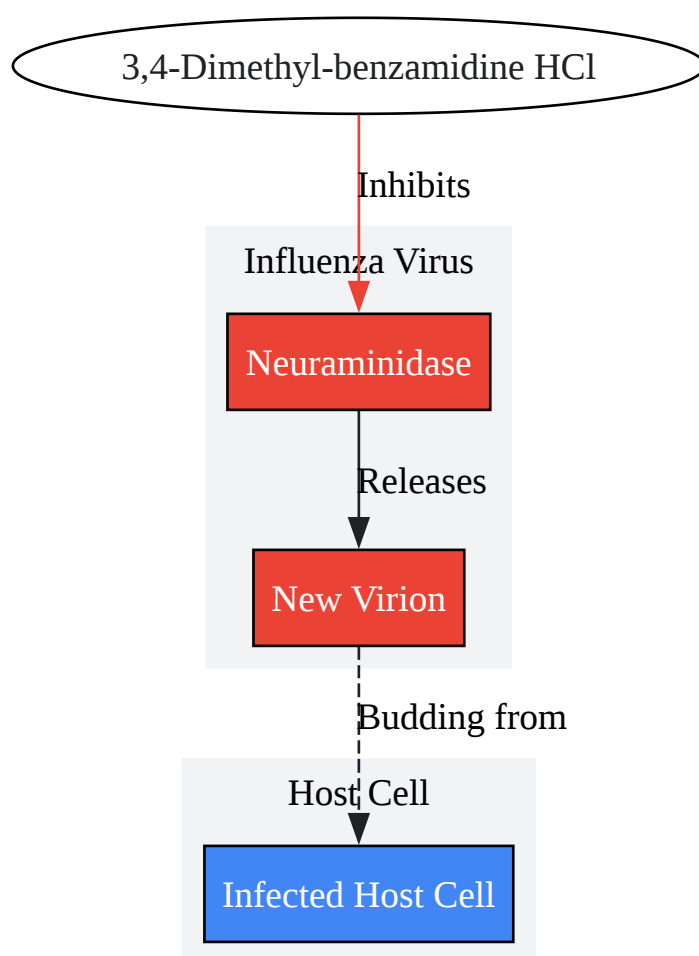 3,4-Dimethyl-benzamidine HCl
Inhibits
Influenza Virus
Neuraminidase
Releases
New Virion
Budding from
Host Cell
Infected Host Cell